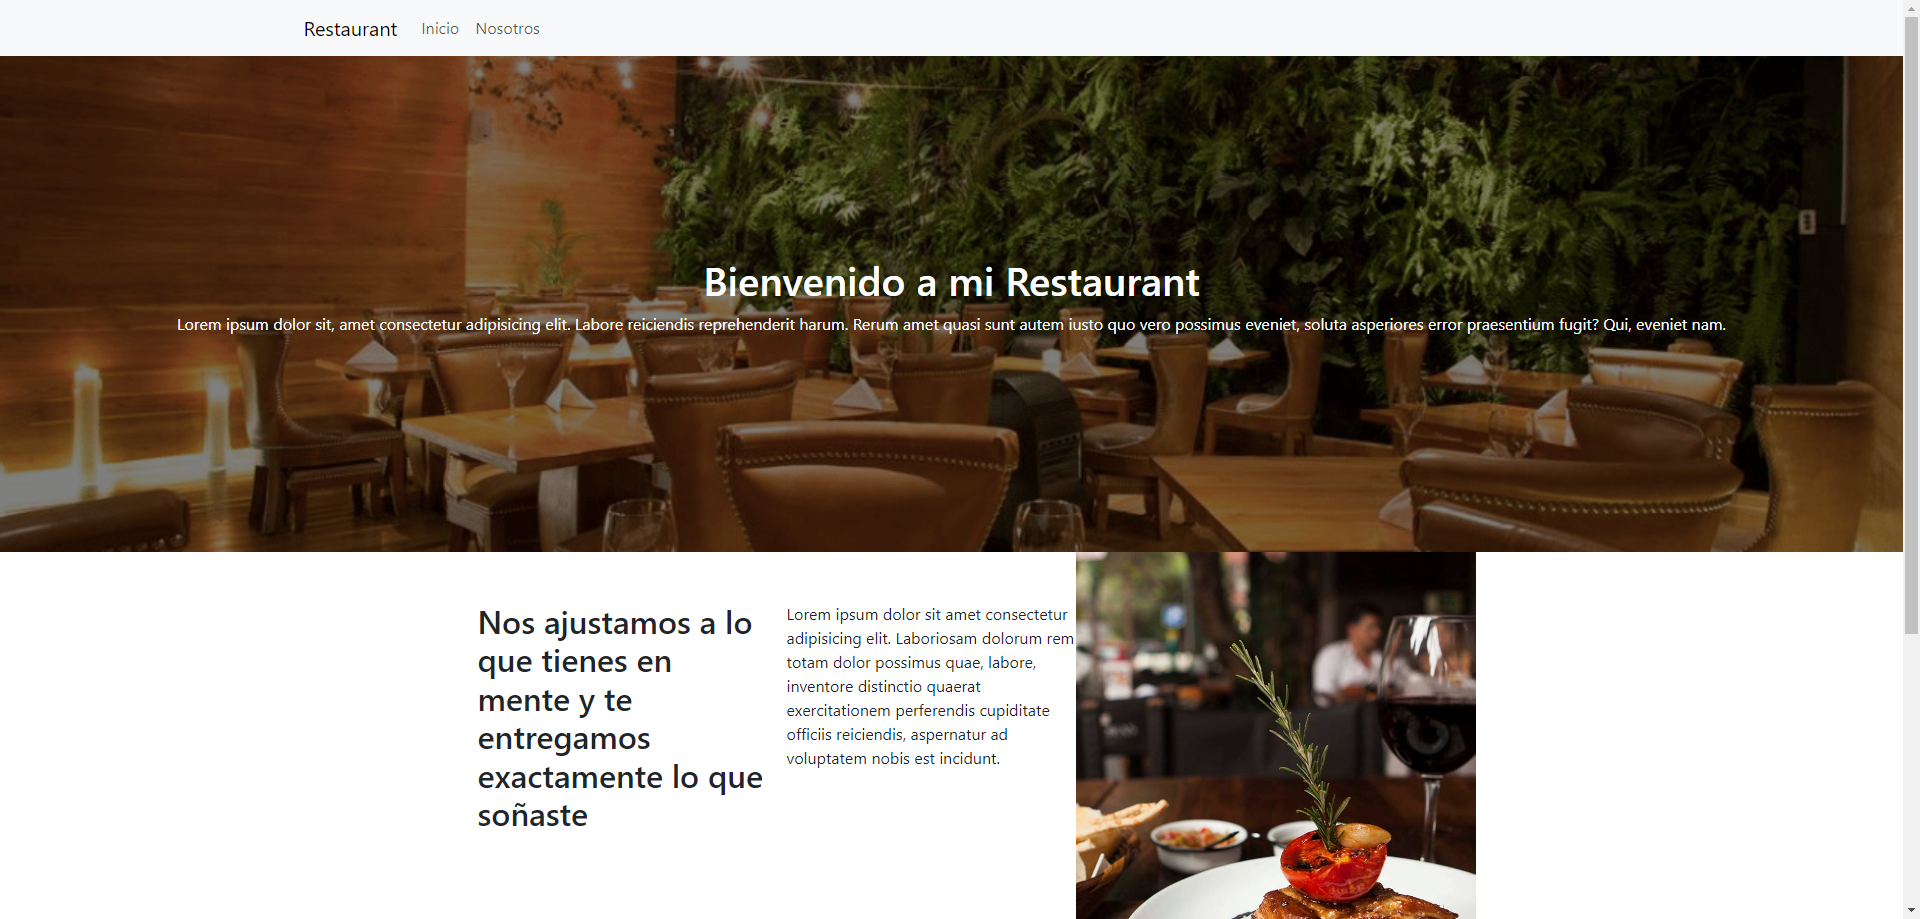 Restaurant Inicio Nosotros
Bienvenido a mi Restaurant
Lorem ipsum dolor sit, amet consectetur adipisicing elit. Labore reiciendis reprehenderit harum. Rerum amet quasi sunt autem iusto quo vero possimus eveniet, soluta asperiores error praesentium fugit? Qui, eveniet nam.
Nos ajustamos a lo
que tienes en
mente y te
entregamos
exactamente lo que
soñaste
Lorem ipsum dolor sit amet consectetur
adipisicing elit. Laboriosam dolorum rem
totam dolor possimus quae, labore,
inventore distinctio quaerat
exercitationem perferendis cupiditate
officiis reiciendis, aspernatur ad
voluptatem nobis est incidunt.